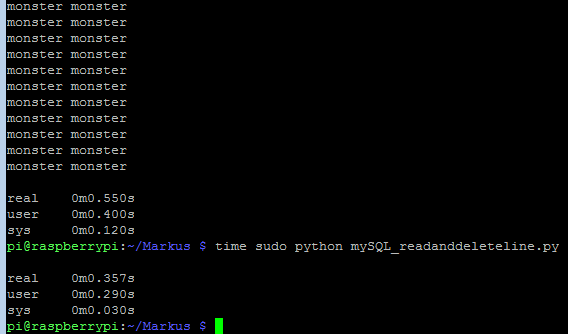 monster monster
monster monster
monster monster
monster monster
monster monster
monster monster
monster monster
monster monster
monster monster
monster monster
monster monster
real 0m0.550s
user 0m0.400s
sys 0m0.120s
pi@raspberrypi:~/Markus $ time sudo python mySQL_readanddeleteline.py
real 0m0.357s
user 0m0.290s
sys 0m0.030s
pi@raspberrypi:~/Markus $